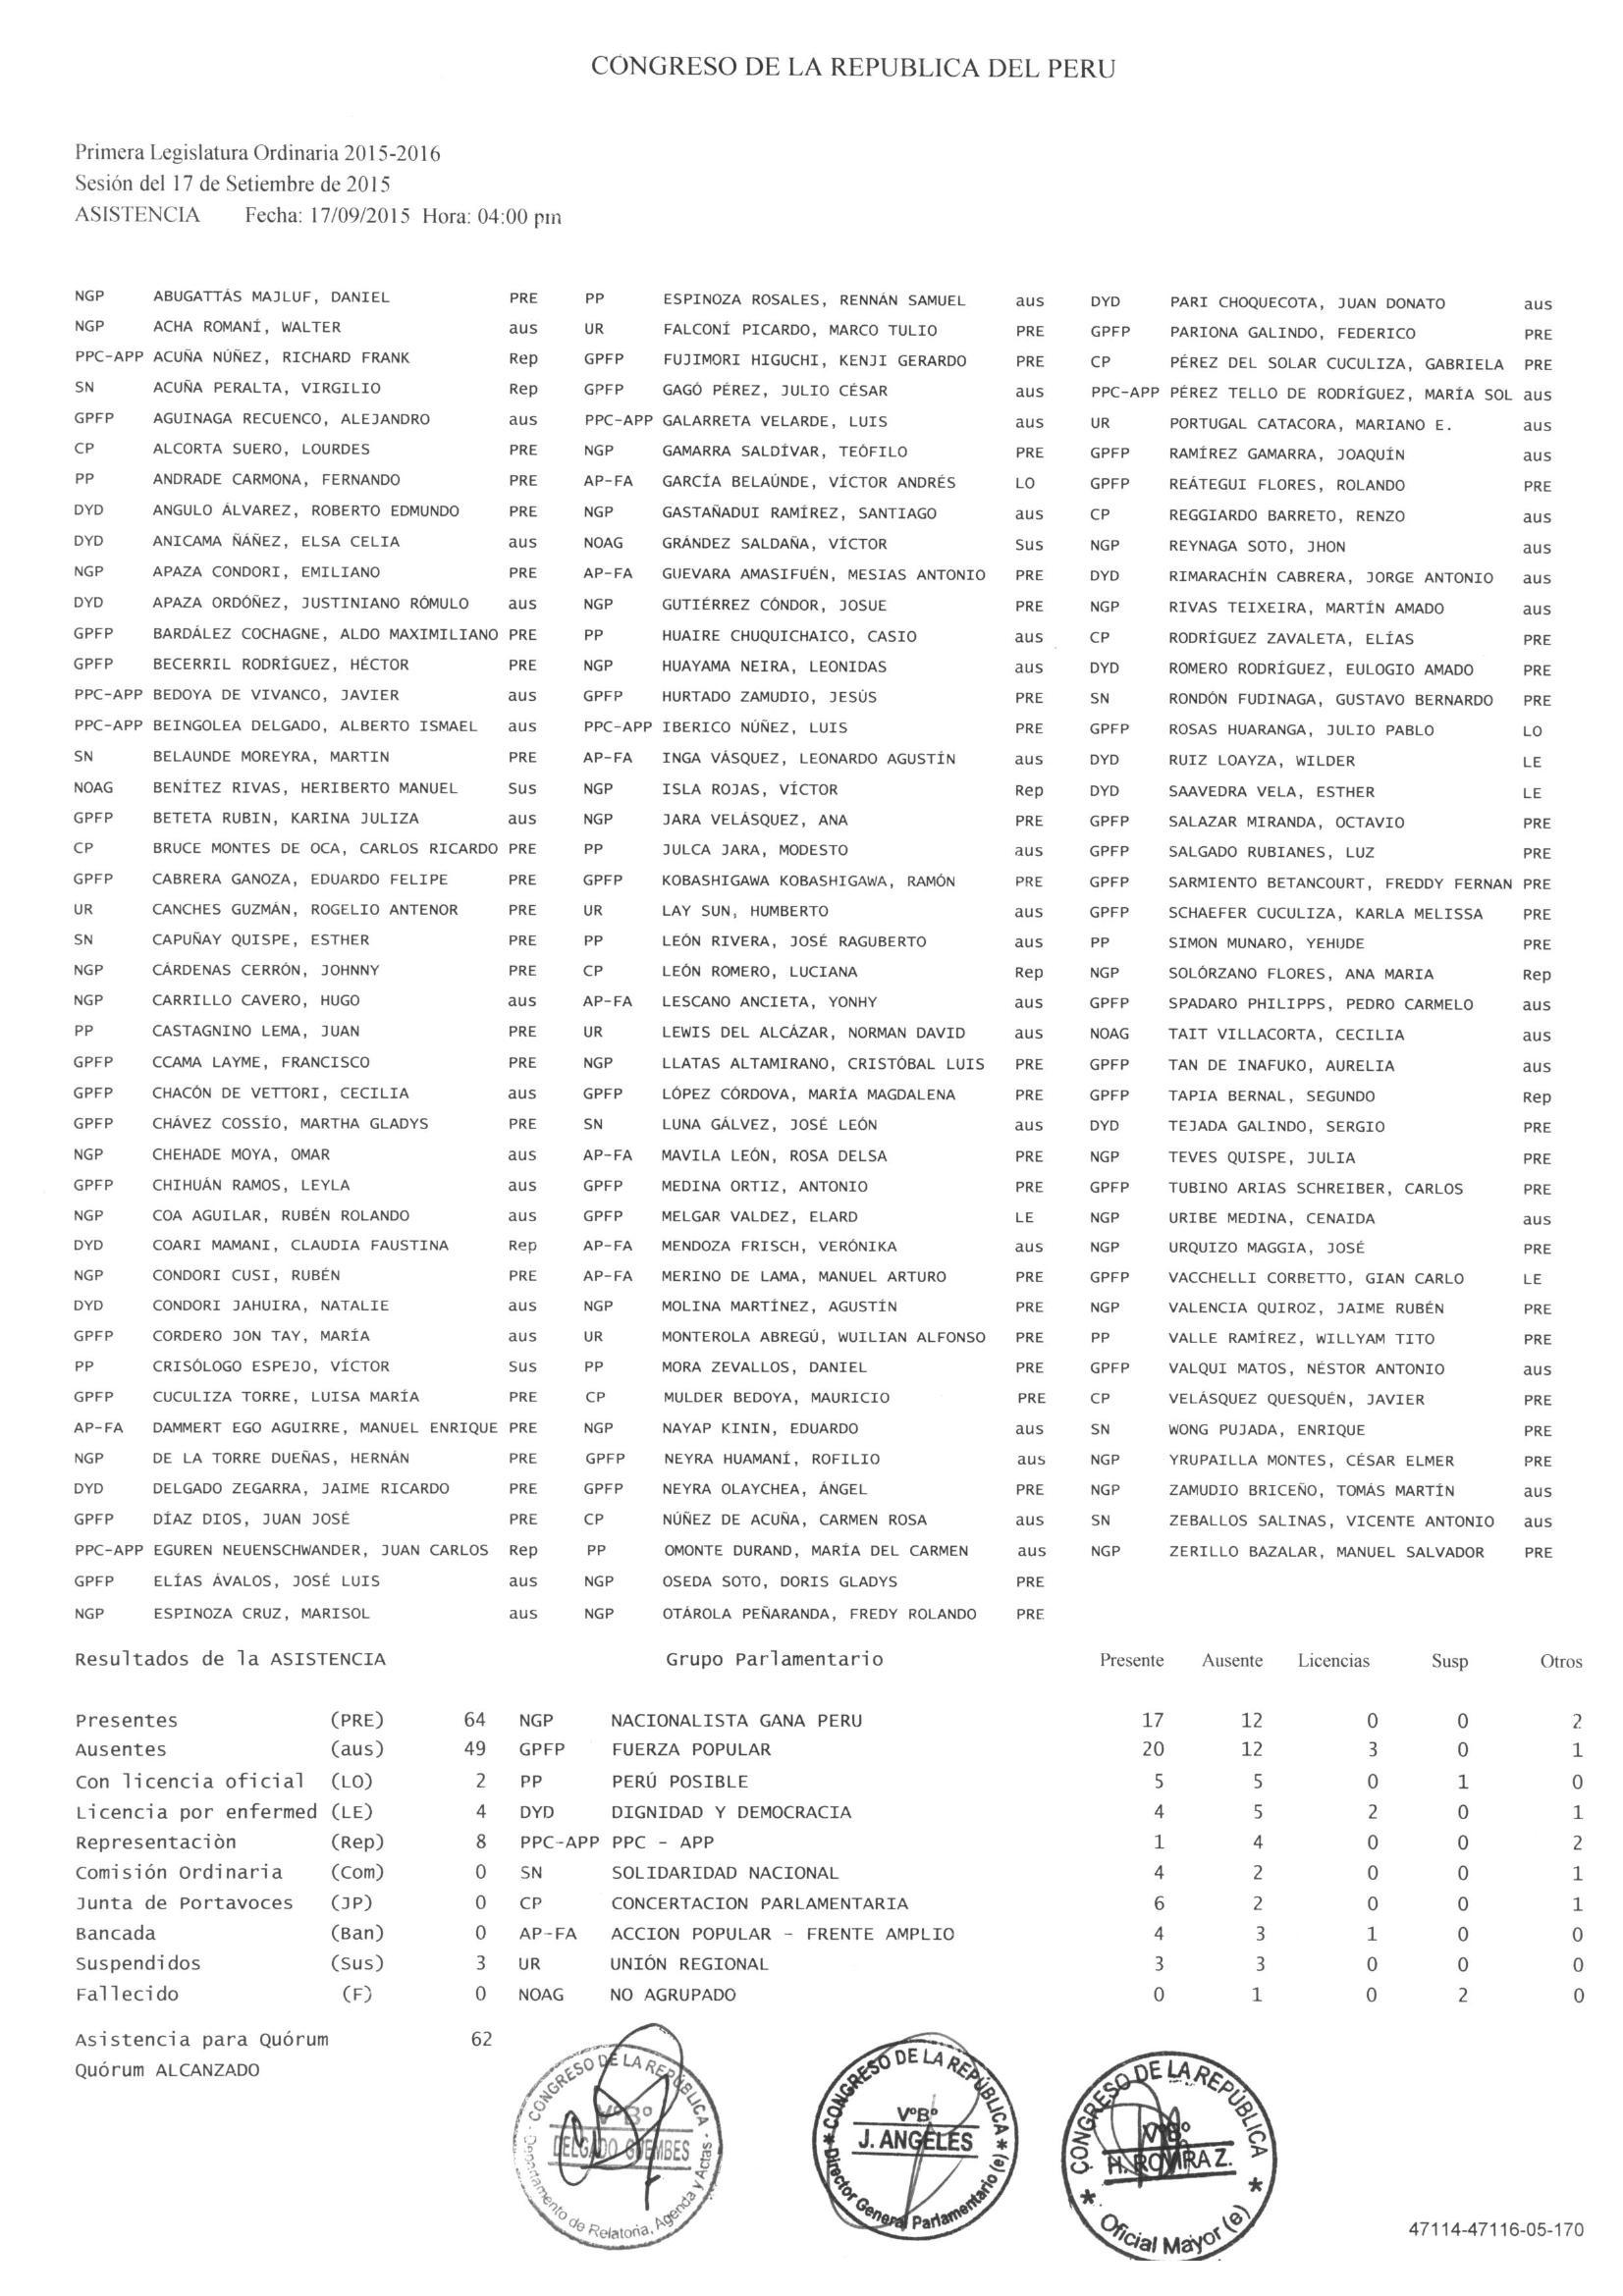 CONGRESO DE LA REPUBLICA DEL PERU
Primera Legislatura Ordinaria 2015-2016
Sesión del 17 de Setiembre de 2015
ASISTENCIA Fecha: 17/09/2015 Hora: 04:00 pm
NGP ABUGATTÁS MAJLUF, DANIEL PRE
NGP ACHA ROMANÍ, WALTER aus
PPC-APP ACUÑA NÚÑEZ, RICHARD FRANK Rep
SN ACUÑA PERALTA, VIRGILIO Rep
GPFP AGUINAGA RECUENCO, ALEJANDRO aus
CP ALCORTA SUERO, LOURDES PRE
PP ANDRADE CARMONA, FERNANDO PRE
DYD ANGULO ÁLVAREZ, ROBERTO EDMUNDO PRE
DYD ANICAMA ÑÁÑEZ, ELSA CELIA aus
NGP APAZA CONDORI, EMILIANO PRE
DYD APAZA ORDÓÑEZ, JUSTINIANO RÓMULO aus
GPFP BARDÁLEZ COCHAGNE, ALDO MAXIMILIANO PRE
GPFP BECERRIL RODRÍGUEZ, HÉCTOR PRE
PPC-APP BEDOYA DE VIVANCO, JAVIER aus
PPC-APP BEINGOLEA DELGADO, ALBERTO ISMAEL aus
SN BELAUNDE MOREYRA, MARTIN PRE
NOAG BENÍTEZ RIVAS, HERIBERTO MANUEL Sus
GPFP BETETA RUBIN, KARINA JULIZA aus
CP BRUCE MONTES DE OCA, CARLOS RICARDO PRE
GPFP CABRERA GANOZA, EDUARDO FELIPE PRE
UR CANCHES GUZMÁN, ROGELIO ANTENOR PRE
SN CAPUÑAY QUISPE, ESTHER PRE
NGP CÁRDENAS CERRÓN, JOHNNY PRE
NGP CARRILLO CAVERO, HUGO aus
PP CASTAGNINO LEMA, JUAN PRE
GPFP CCAMA LAYME, FRANCISCO PRE
GPFP CHACÓN DE VETTORI, CECILIA aus
GPFP CHÁVEZ COSSÍO, MARTHA GLADYS PRE
NGP CHEHADE MOYA, OMAR aus
GPFP CHIHUÁN RAMOS, LEYLA aus
NGP COA AGUILAR, RUBÉN ROLANDO aus
DYD COARI MAMANI, CLAUDIA FAUSTINA Rep
NGP CONDORI CUSI, RUBÉN PRE
DYD CONDORI JAHUIRA, NATALIE aus
GPFP CORDERO JON TAY, MARÍA aus
PP CRISÓLOGO ESPEJO, VÍCTOR Sus
GPFP CUCULIZA TORRE, LUISA MARÍA PRE
AP-FA DAMMERT EGO AGUIRRE, MANUEL ENRIQUE PRE
NGP DE LA TORRE DUEÑAS, HERNÁN PRE
DYD DELGADO ZEGARRA, JAIME RICARDO PRE
GPFP DÍAZ DIOS, JUAN JOSÉ PRE
PPC-APP EGUREN NEUENSCHWANDER, JUAN CARLOS Rep
GPFP ELÍAS ÁVALOS, JOSÉ LUIS aus
NGP ESPINOZA CRUZ, MARISOL aus
PP ESPINOZA ROSALES, RENNÁN SAMUEL aus
UR FALCONÍ PICARDO, MARCO TULIO PRE
GPFP FUJIMORI HIGUCHI, KENJI GERARDO PRE
GPFP GAGÓ PÉREZ, JULIO CÉSAR aus
PPC-APP GALARRETA VELARDE, LUIS aus
NGP GAMARRA SALDÍVAR, TEÓFILO PRE
AP-FA GARCÍA BELAÚNDE, VÍCTOR ANDRÉS LO
NGP GASTAÑADUI RAMÍREZ, SANTIAGO aus
NOAG GRÁNDEZ SALDAÑA, VÍCTOR Sus
AP-FA GUEVARA AMASIFUÉN, MESIAS ANTONIO PRE
NGP GUTIÉRREZ CÓNDOR, JOSUE PRE
PP HUAIRE CHUQUICHAICO, CASIO aus
NGP HUAYAMA NEIRA, LEONIDAS aus
GPFP HURTADO ZAMUDIO, JESÚS PRE
PPC-APP IBERICO NÚÑEZ, LUIS PRE
AP-FA INGA VÁSQUEZ, LEONARDO AGUSTÍN aus
NGP ISLA ROJAS, VÍCTOR Rep
NGP JARA VELÁSQUEZ, ANA PRE
PP JULCA JARA, MODESTO aus
GPFP KOBASHIGAWA KOBASHIGAWA, RAMÓN PRE
UR LAY SUN, HUMBERTO aus
PP LEÓN RIVERA, JOSÉ RAGUBERTO aus
CP LEÓN ROMERO, LUCIANA Rep
AP-FA LESCANO ANCIETA, YONHY aus
UR LEWIS DEL ALCÁZAR, NORMAN DAVID aus
NGP LLATAS ALTAMIRANO, CRISTÓBAL LUIS PRE
GPFP LÓPEZ CÓRDOVA, MARÍA MAGDALENA PRE
SN LUNA GÁLVEZ, JOSÉ LEÓN aus
AP-FA MAVILA LEÓN, ROSA DELSA PRE
GPFP MEDINA ORTIZ, ANTONIO PRE
GPFP MELGAR VALDEZ, ELARD LE
AP-FA MENDOZA FRISCH, VERÓNIKA aus
AP-FA MERINO DE LAMA, MANUEL ARTURO PRE
NGP MOLINA MARTÍNEZ, AGUSTÍN PRE
UR MONTEROLA ABREGÚ, WUILIAN ALFONSO PRE
PP MORA ZEVALLOS, DANIEL PRE
CP MULDER BEDOYA, MAURICIO PRE
NGP NAYAP KININ, EDUARDO aus
GPFP NEYRA HUAMANÍ, ROFILIO aus
GPFP NEYRA OLAYCHEA, ÁNGEL PRE
CP NÚÑEZ DE ACUÑA, CARMEN ROSA aus
PP OMONTE DURAND, MARÍA DEL CARMEN aus
NGP OSEDA SOTO, DORIS GLADYS PRE
NGP OTÁROLA PEÑARANDA, FREDY ROLANDO PRE
DYD PARI CHOQUECOTA, JUAN DONATO aus
GPFP PARIONA GALINDO, FEDERICO PRE
CP PÉREZ DEL SOLAR CUCULIZA, GABRIELA PRE
PPC-APP PÉREZ TELLO DE RODRÍGUEZ, MARÍA SOL aus
UR PORTUGAL CATACORA, MARIANO E. aus
GPFP RAMÍREZ GAMARRA, JOAQUÍN aus
GPFP REÁTEGUI FLORES, ROLANDO PRE
CP REGGIARDO BARRETO, RENZO aus
NGP REYNAGA SOTO, JHON aus
DYD RIMARACHÍN CABRERA, JORGE ANTONIO aus
NGP RIVAS TEIXEIRA, MARTÍN AMADO aus
CP RODRÍGUEZ ZAVALETA, ELÍAS PRE
DYD ROMERO RODRÍGUEZ, EULOGIO AMADO PRE
SN RONDÓN FUDINAGA, GUSTAVO BERNARDO PRE
GPFP ROSAS HUARANGA, JULIO PABLO LO
DYD RUIZ LOAYZA, WILDER LE
DYD SAAVEDRA VELA, ESTHER LE
GPFP SALAZAR MIRANDA, OCTAVIO PRE
GPFP SALGADO RUBIANES, LUZ PRE
GPFP SARMIENTO BETANCOURT, FREDDY FERNAN PRE
GPFP SCHAEFER CUCULIZA, KARLA MELISSA PRE
PP SIMON MUNARO, YEHUDE PRE
NGP SOLÓRZANO FLORES, ANA MARIA Rep
GPFP SPADARO PHILIPPS, PEDRO CARMELO aus
NOAG TAIT VILLACORTA, CECILIA aus
GPFP TAN DE INAFUKO, AURELIA aus
GPFP TAPIA BERNAL, SEGUNDO Rep
DYD TEJADA GALINDO, SERGIO PRE
NGP TEVES QUISPE, JULIA PRE
GPFP TUBINO ARIAS SCHREIBER, CARLOS PRE
NGP URIBE MEDINA, CENAIDA aus
NGP URQUIZO MAGGIA, JOSÉ PRE
GPFP VACCHELLI CORBETTO, GIAN CARLO LE
NGP VALENCIA QUIROZ, JAIME RUBÉN PRE
PP VALLE RAMÍREZ, WILLYAM TITO PRE
GPFP VALQUI MATOS, NÉSTOR ANTONIO aus
CP VELÁSQUEZ QUESQUÉN, JAVIER PRE
SN WONG PUJADA, ENRIQUE PRE
NGP YRUPAILLA MONTES, CÉSAR ELMER PRE
NGP ZAMUDIO BRICEÑO, TOMÁS MARTÍN aus
SN ZEBALLOS SALINAS, VICENTE ANTONIO aus
NGP ZERILLO BAZALAR, MANUEL SALVADOR PRE
Resultados de la ASISTENCIA Grupo Parlamentario Presente Ausente Licencias Susp Otros
Presentes (PRE) 64 NGP NACIONALISTA GANA PERU 17 12 0 0 2
Ausentes (aus) 49 GPFP FUERZA POPULAR 20 12 3 0 1
Con licencia oficial (LO) 2 PP PERÚ POSIBLE 5 5 0 1 0
Licencia por enfermed (LE) 4 DYD DIGNIDAD Y DEMOCRACIA 4 5 2 0 1
Representaciòn (Rep) 8 PPC-APP PPC - APP 1 4 0 0 2
Comisión Ordinaria (Com) 0 SN SOLIDARIDAD NACIONAL 4 2 0 0 1
Junta de Portavoces (JP) 0 CP CONCERTACION PARLAMENTARIA 6 2 0 0 1
Bancada (Ban) 0 AP-FA ACCION POPULAR - FRENTE AMPLIO 4 3 1 0 0
Suspendidos (Sus) 3 UR UNIÓN REGIONAL 3 3 0 0 0
Fallecido (F) 0 NOAG NO AGRUPADO 0 1 0 2 0
Asistencia para Quórum 62
Quórum ALCANZADO
CONGRESO DE LA REPÚBLICA
VºBº
DELGADO GUEMBES
Departamento de Relatoria, Agenda y Actas
CONGRESO DE LA REPÚBLICA
VºBº
J. ANGELES
Director General Parlamentario (e)
CONGRESO DE LA REPÚBLICA
VºBº
H. ROVIRA Z.
Oficial Mayor (e)
47114-47116-05-170